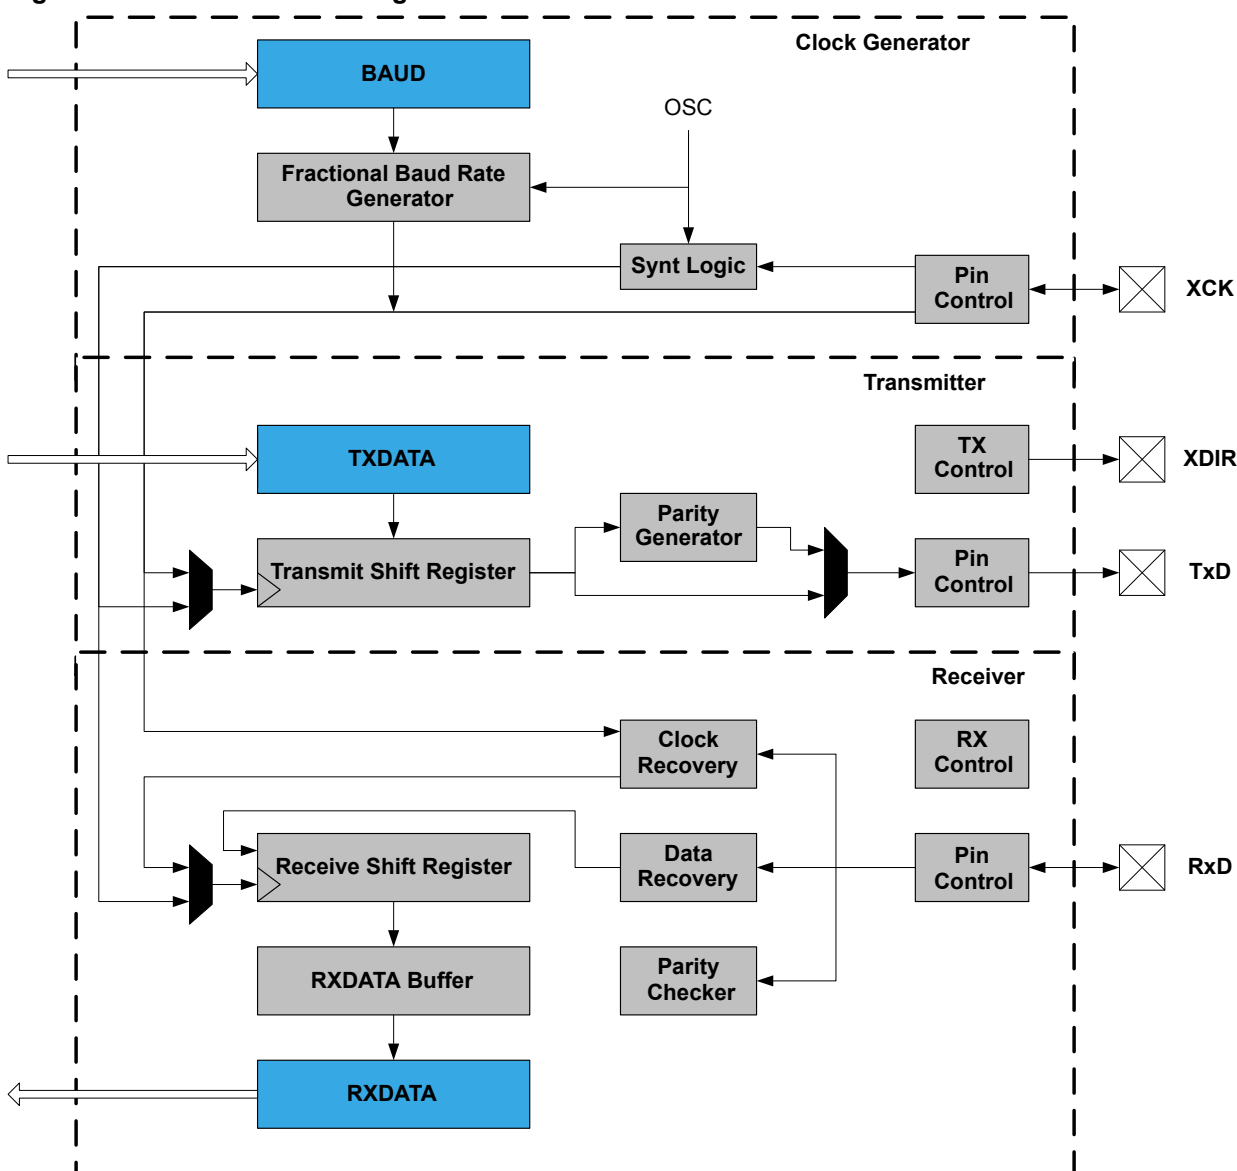 Clock Generator
BAUD
OSC
Fractional Baud Rate
Generator
Synt Logic
Pin
Control
XCK
Transmitter
TXDATA
TX
Control
XDIR
Parity
Generator
Transmit Shift Register
Pin
Control
TxD
Receiver
Clock
Recovery
RX
Control
Receive Shift Register
Data
Recovery
Pin
Control
RxD
RXDATA Buffer
Parity
Checker
RXDATA